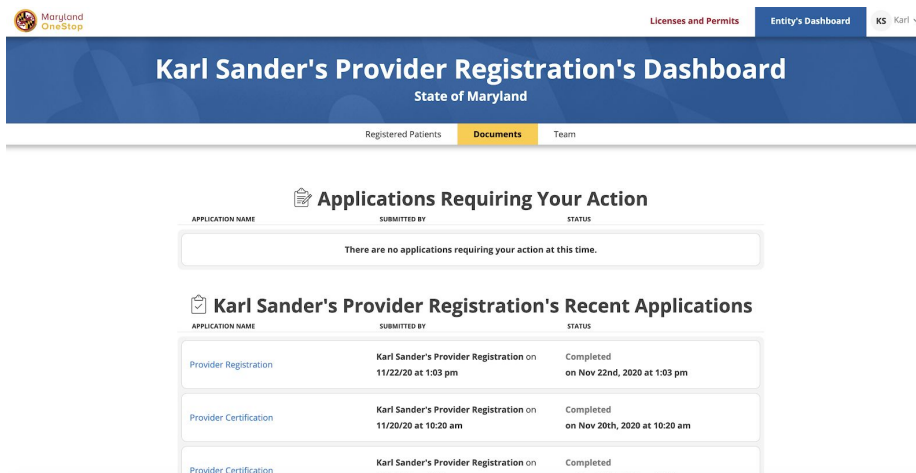 Maryland
OneStop
Licenses and Permits
Entity's Dashboard
KS Karl
Karl Sander's Provider Registration's Dashboard
State of Maryland
Registered Patients
Documents
Team
Applications Requiring Your Action
APPLICATION NAME SUBMITTED BY STATUS
There are no applications requiring your action at this time.
Karl Sander's Provider Registration's Recent Applications
APPLICATION NAME SUBMITTED BY STATUS
Provider Registration
Karl Sander's Provider Registration on
11/22/20 at 1:03 pm
Completed
on Nov 22nd, 2020 at 1:03 pm
Provider Certification
Karl Sander's Provider Registration on
11/20/20 at 10:20 am
Completed
on Nov 20th, 2020 at 10:20 am
Provider Certification
Karl Sander's Provider Registration on
Completed